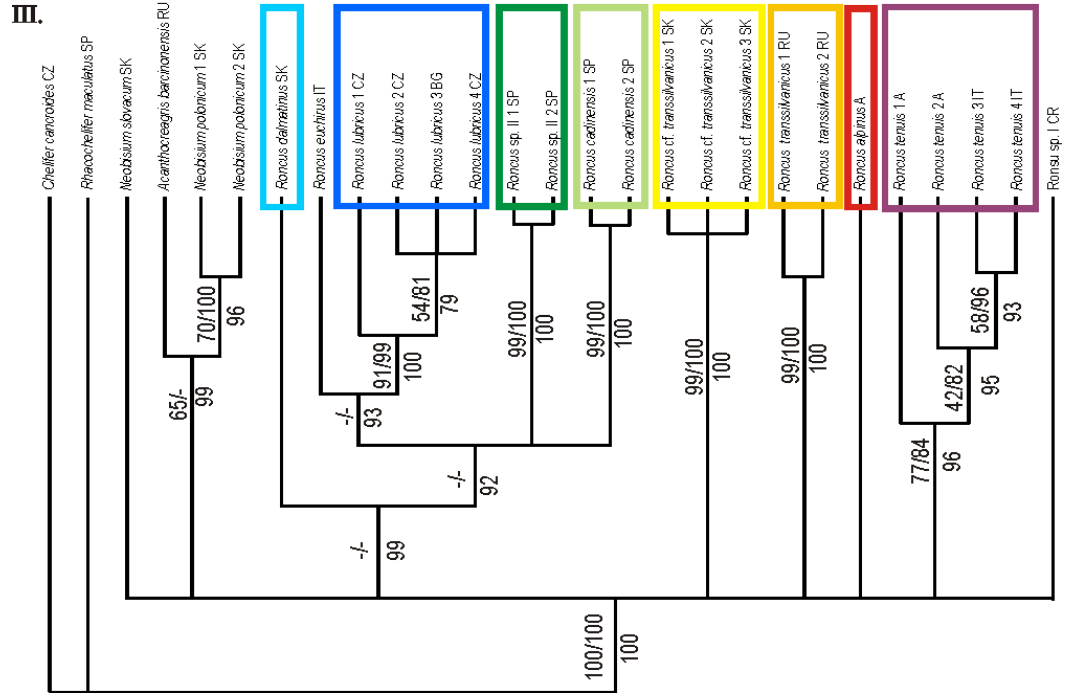 III.
Chelifer cancroides CZ
Rhacochelifer maculatus SP
Neobisium slovacum SK
Acanthocreagris barcinonensis RU
Neobisium polonicum 1 SK
Neobisium polonicum 2 SK
Roncus dalmatinus SK
Roncus euchirus IT
Roncus lubricus 1 CZ
Roncus lubricus 2 CZ
Roncus lubricus 3 BG
Roncus lubricus 4 CZ
Roncus sp. II 1 SP
Roncus sp. II 2 SP
Roncus cadinensis 1 SP
Roncus cadinensis 2 SP
Roncus cf. transsilvanicus 1 SK
Roncus cf. transsilvanicus 2 SK
Roncus cf. transsilvanicus 3 SK
Roncus transsilvanicus 1 RU
Roncus transsilvanicus 2 RU
Roncus alpinus A
Roncus tenuis 1 A
Roncus tenuis 2 A
Roncus tenuis 3 IT
Roncus tenuis 4 IT
Ronsu sp. I CR
70/100
96
65/-
99
54/81
79
91/99
100
-/-
93
99/100
100
99/100
100
-/-
92
-/-
99
99/100
100
99/100
100
58/96
93
42/82
95
77/84
96
100/100
100